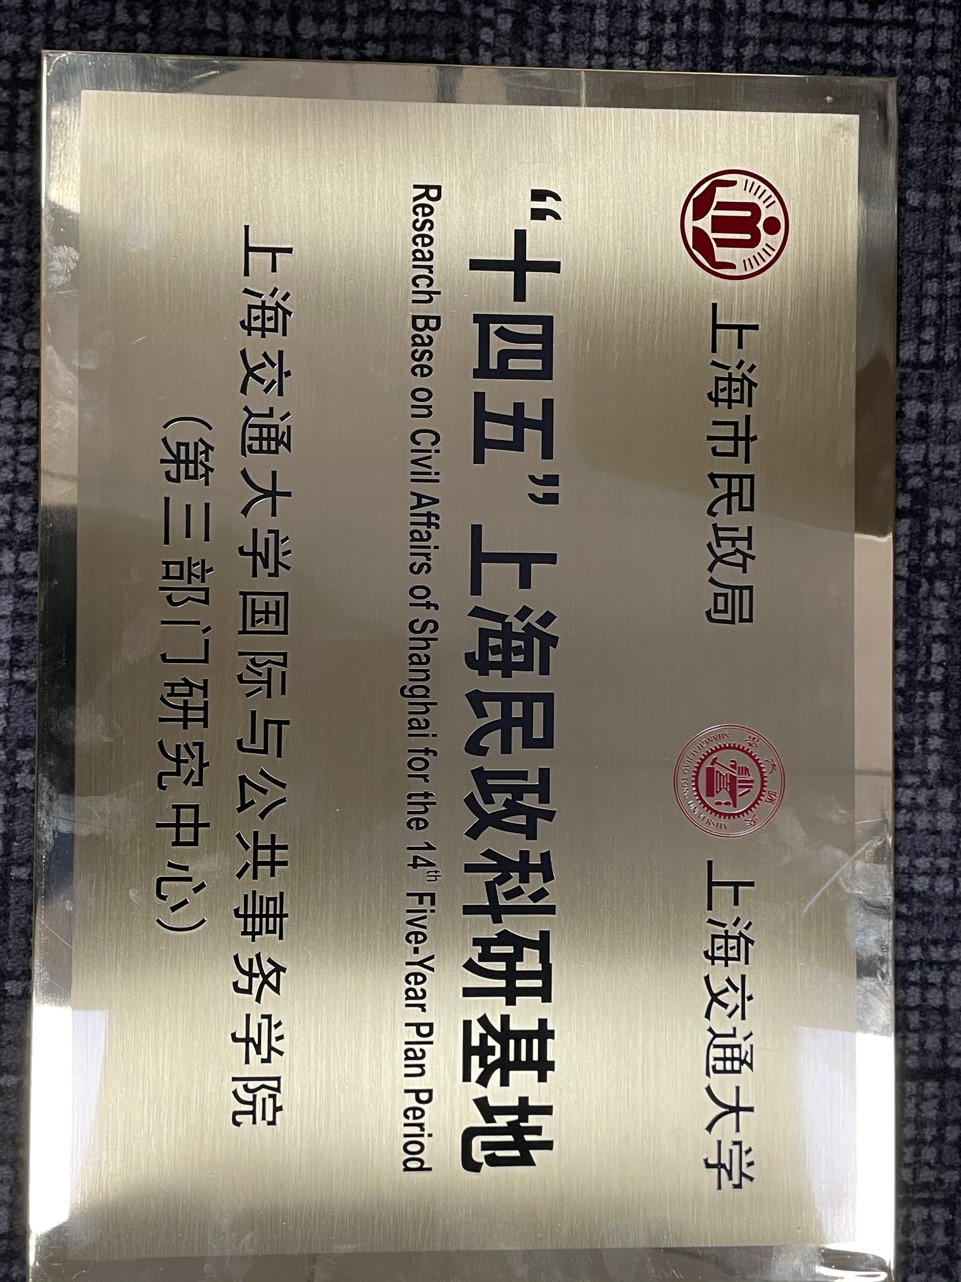 上海市民政局 上海交通大学
“十四五”上海民政科研基地
Research Base on Civil Affairs of Shanghai for the 14th Five-Year Plan Period
上海交通大学国际与公共事务学院
（第三部门研究中心）